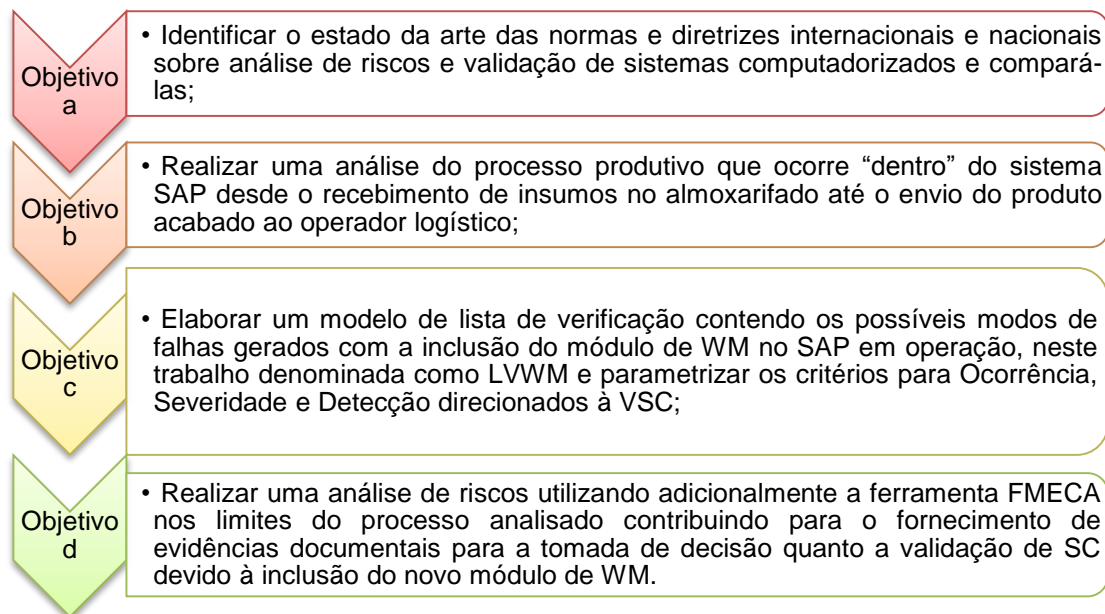 Objetivo
a
• Identificar o estado da arte das normas e diretrizes internacionais e nacionais
sobre análise de riscos e validação de sistemas computadorizados e compará-
las;
Objetivo
b
• Realizar uma análise do processo produtivo que ocorre “dentro” do sistema
SAP desde o recebimento de insumos no almoxarifado até o envio do produto
acabado ao operador logístico;
Objetivo
c
• Elaborar um modelo de lista de verificação contendo os possíveis modos de
falhas gerados com a inclusão do módulo de WM no SAP em operação, neste
trabalho denominada como LVWM e parametrizar os critérios para Ocorrência,
Severidade e Detecção direcionados à VSC;
Objetivo
d
• Realizar uma análise de riscos utilizando adicionalmente a ferramenta FMECA
nos limites do processo analisado contribuindo para o fornecimento de
evidências documentais para a tomada de decisão quanto a validação de SC
devido à inclusão do novo módulo de WM.